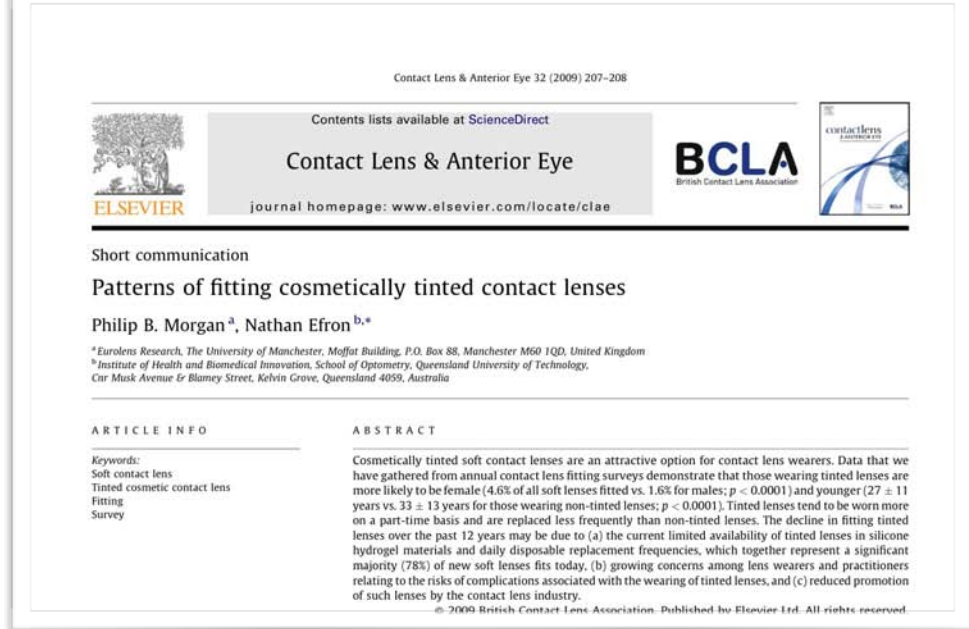 Contact Lens & Anterior Eye 32 (2009) 207–208
Contents lists available at ScienceDirect
Contact Lens & Anterior Eye
journal homepage: www.elsevier.com/locate/clae
ELSEVIER
BCLA
British Contact Lens Association
contactlens
& ANTERIOR EYE
BCLA
Short communication
Patterns of fitting cosmetically tinted contact lenses
Philip B. Morgan a, Nathan Efron b,*
a Eurolens Research, The University of Manchester, Moffat Building, P.O. Box 88, Manchester M60 1QD, United Kingdom
b Institute of Health and Biomedical Innovation, School of Optometry, Queensland University of Technology,
Cnr Musk Avenue & Blamey Street, Kelvin Grove, Queensland 4059, Australia
ARTICLE INFO
Keywords:
Soft contact lens
Tinted cosmetic contact lens
Fitting
Survey
ABSTRACT
Cosmetically tinted soft contact lenses are an attractive option for contact lens wearers. Data that we
have gathered from annual contact lens fitting surveys demonstrate that those wearing tinted lenses are
more likely to be female (4.6% of all soft lenses fitted vs. 1.6% for males; p < 0.0001) and younger (27 ± 11
years vs. 33 ± 13 years for those wearing non-tinted lenses; p < 0.0001). Tinted lenses tend to be worn more
on a part-time basis and are replaced less frequently than non-tinted lenses. The decline in fitting tinted
lenses over the past 12 years may be due to (a) the current limited availability of tinted lenses in silicone
hydrogel materials and daily disposable replacement frequencies, which together represent a significant
majority (78%) of new soft lens fits today, (b) growing concerns among lens wearers and practitioners
relating to the risks of complications associated with the wearing of tinted lenses, and (c) reduced promotion
of such lenses by the contact lens industry.
© 2009 British Contact Lens Association. Published by Elsevier Ltd. All rights reserved.